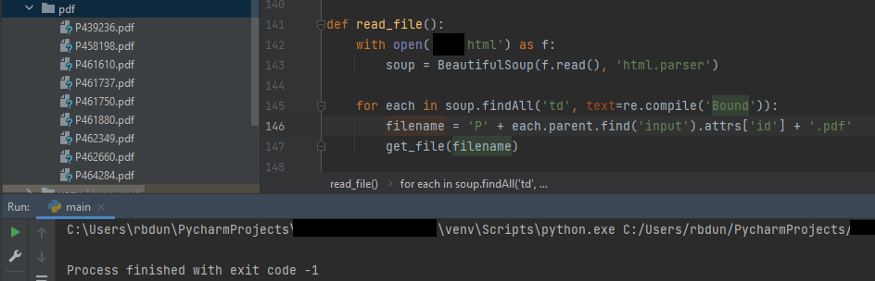 pdf
P439236.pdf
P458198.pdf
P461610.pdf
P461737.pdf
P461750.pdf
P461880.pdf
P462349.pdf
P462660.pdf
P464284.pdf
140
141 def read_file():
142 with open( html') as f:
143 soup = BeautifulSoup(f.read(), 'html.parser')
144
145 for each in soup.findAll('td', text=re.compile('Bound')):
146 filename = 'P' + each.parent.find('input').attrs['id'] + '.pdf'
147 get_file(filename)
148
read_file() › for each in soup.findAll('td', ...
Run: main ×
C:\Users\rbdun\PycharmProjects\ \venv\Scripts\python.exe C:/Users/rbdun/PycharmProjects/
Process finished with exit code -1